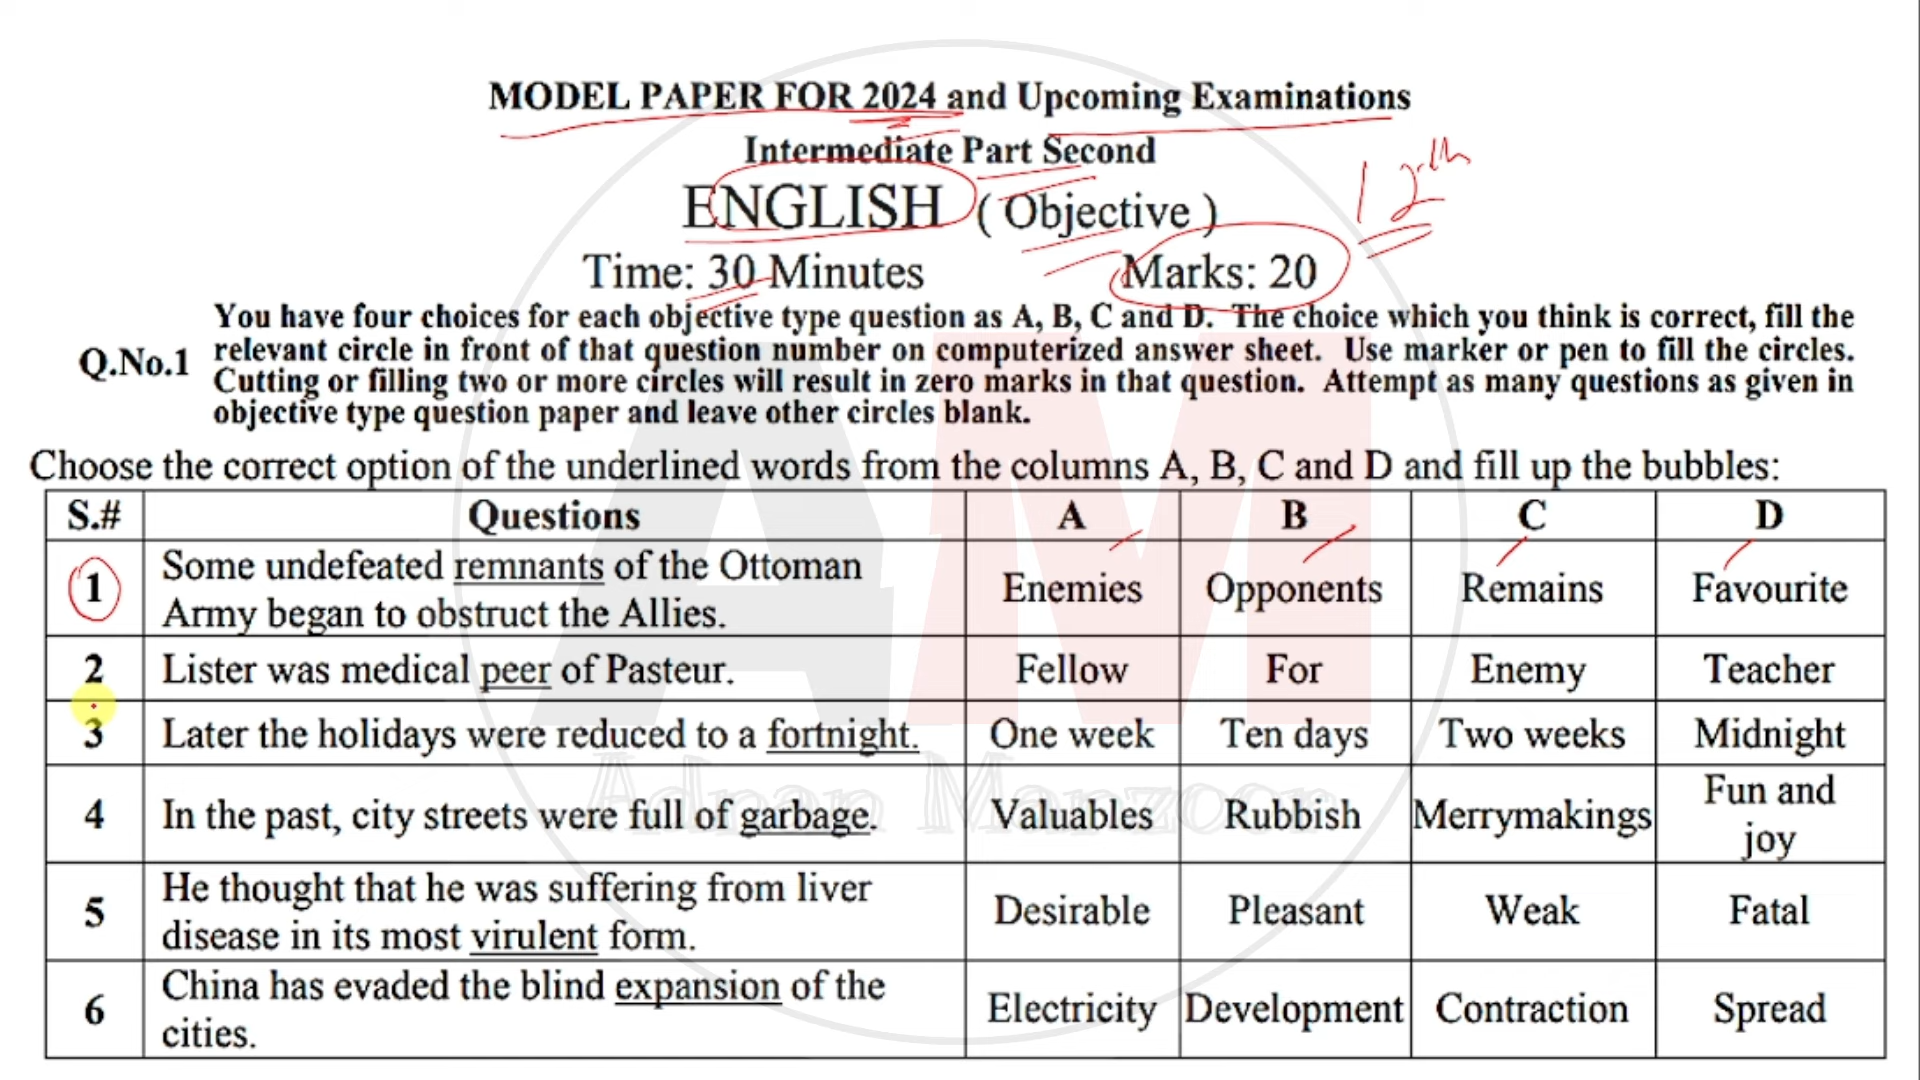 MODEL PAPER FOR 2024 and Upcoming Examinations
Intermediate Part Second
12th
ENGLISH ( Objective )
Time: 30 Minutes Marks: 20
Q.No.1 You have four choices for each objective type question as A, B, C and D. The choice which you think is correct, fill the
relevant circle in front of that question number on computerized answer sheet. Use marker or pen to fill the circles.
Cutting or filling two or more circles will result in zero marks in that question. Attempt as many questions as given in
objective type question paper and leave other circles blank.
Choose the correct option of the underlined words from the columns A, B, C and D and fill up the bubbles:
S.# Questions A B C D
1 Some undefeated remnants of the Ottoman
Army began to obstruct the Allies. Enemies Opponents Remains Favourite
2 Lister was medical peer of Pasteur. Fellow For Enemy Teacher
3 Later the holidays were reduced to a fortnight. One week Ten days Two weeks Midnight
4 In the past, city streets were full of garbage. Valuables Rubbish Merrymakings Fun and
joy
5 He thought that he was suffering from liver
disease in its most virulent form. Desirable Pleasant Weak Fatal
6 China has evaded the blind expansion of the
cities. Electricity Development Contraction Spread
AM
Adnan Manzoor